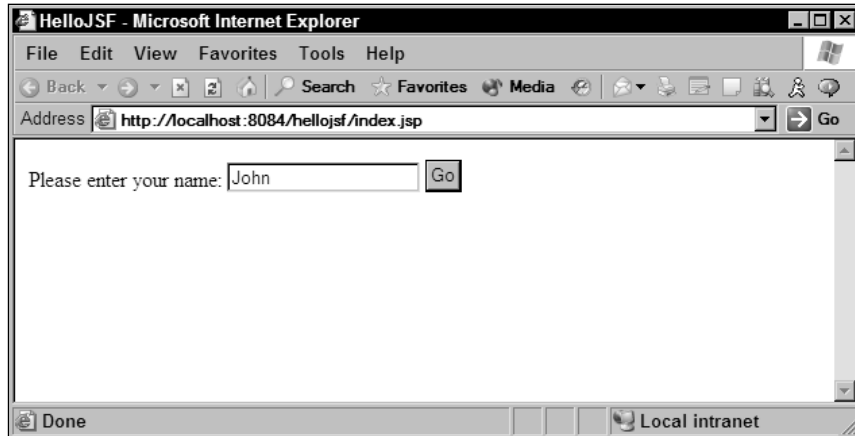 HelloJSF - Microsoft Internet Explorer
File Edit View Favorites Tools Help
Back Search Favorites Media
Address http://localhost:8084/hellojsf/index.jsp Go
Please enter your name: John Go
Done Local intranet